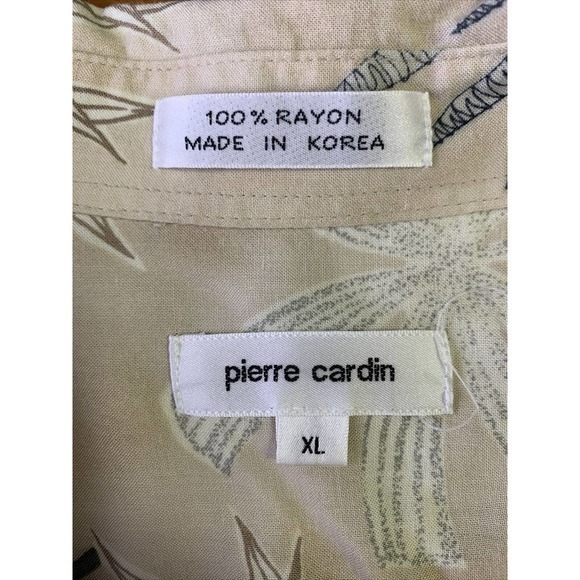 100% RAYON
MADE IN KOREA
pierre cardin
XL